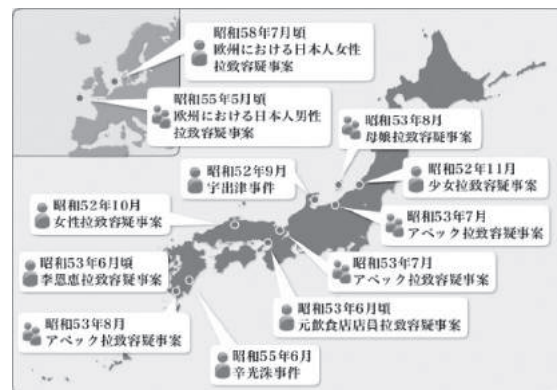 昭和58年7月頃
欧州における日本人女性
拉致容疑事案
昭和55年5月頃
欧州における日本人男性
拉致容疑事案
昭和53年8月
母娘拉致容疑事案
昭和52年9月
宇出津事件
昭和52年11月
少女拉致容疑事案
昭和52年10月
女性拉致容疑事案
昭和53年7月
アベック拉致容疑事案
昭和53年6月頃
李恩恵拉致容疑事案
昭和53年7月
アベック拉致容疑事案
昭和53年6月頃
元飲食店店員拉致容疑事案
昭和53年8月
アベック拉致容疑事案
昭和55年6月
辛光洙事件